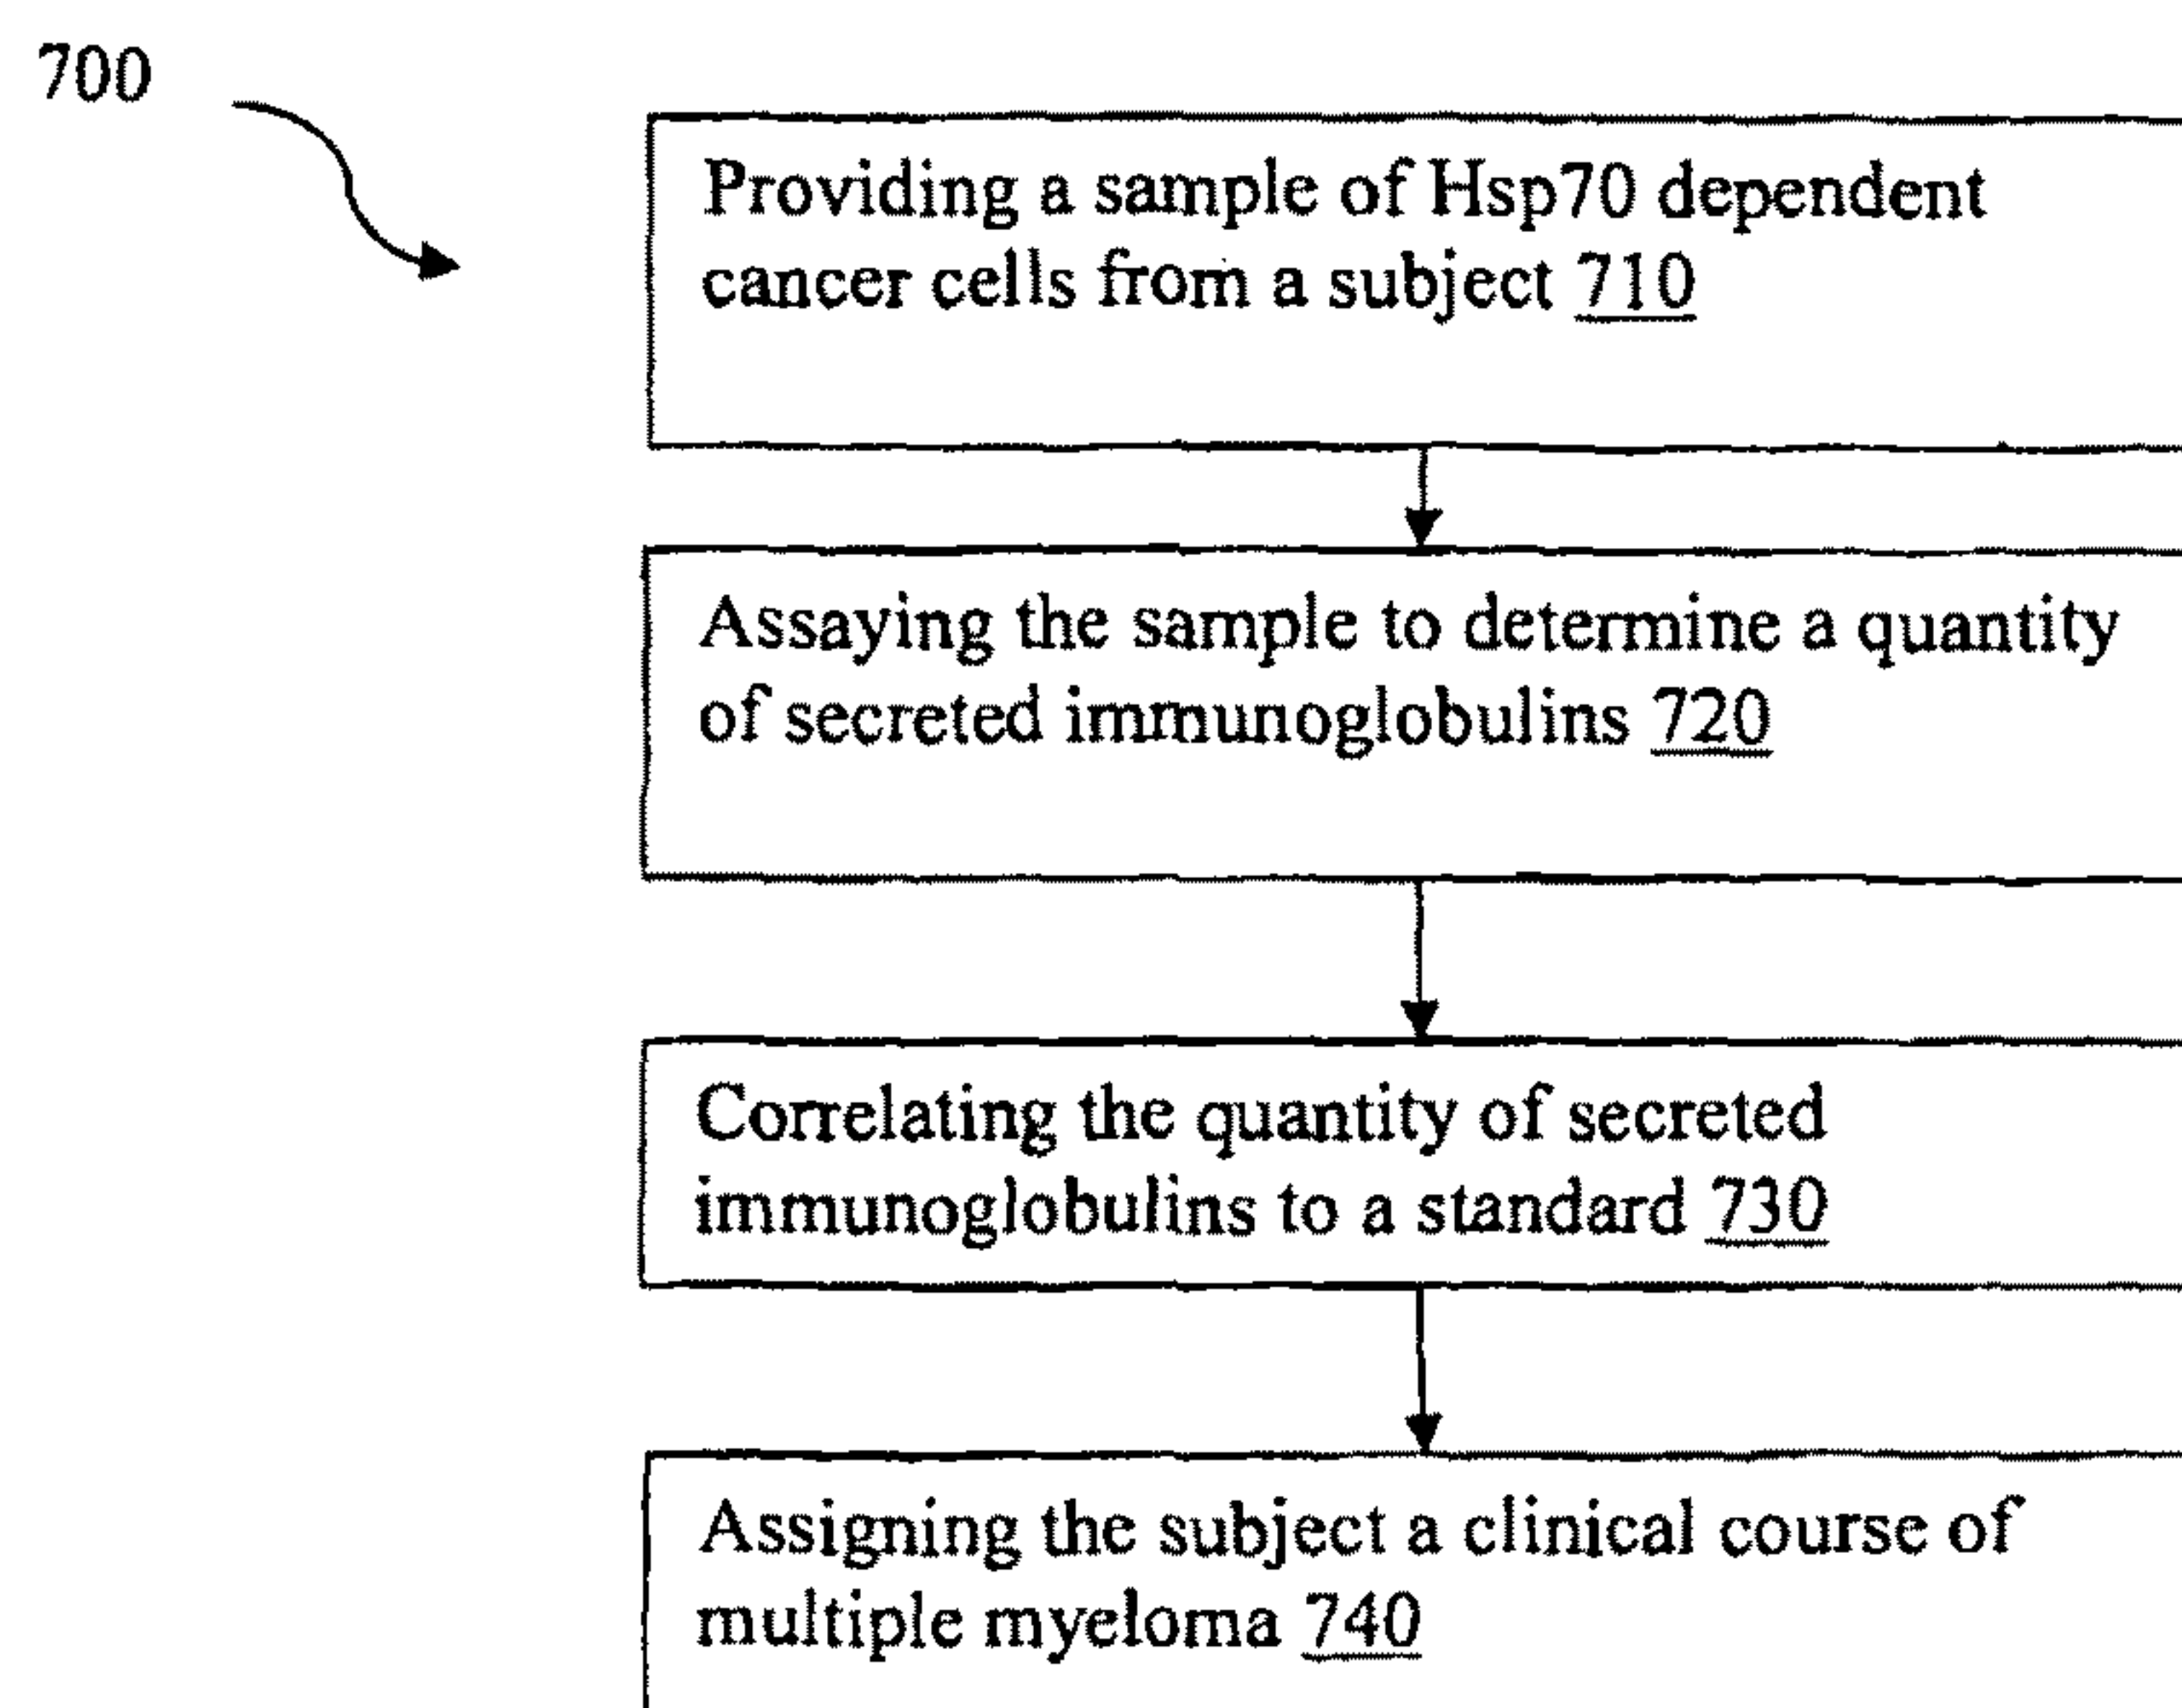 700
Providing a sample of Hsp70 dependent
cancer cells from a subject 710
Assaying the sample to determine a quantity
of secreted immunoglobulins 720
Correlating the quantity of secreted
immunoglobulins to a standard 730
Assigning the subject a clinical course of
multiple myeloma 740